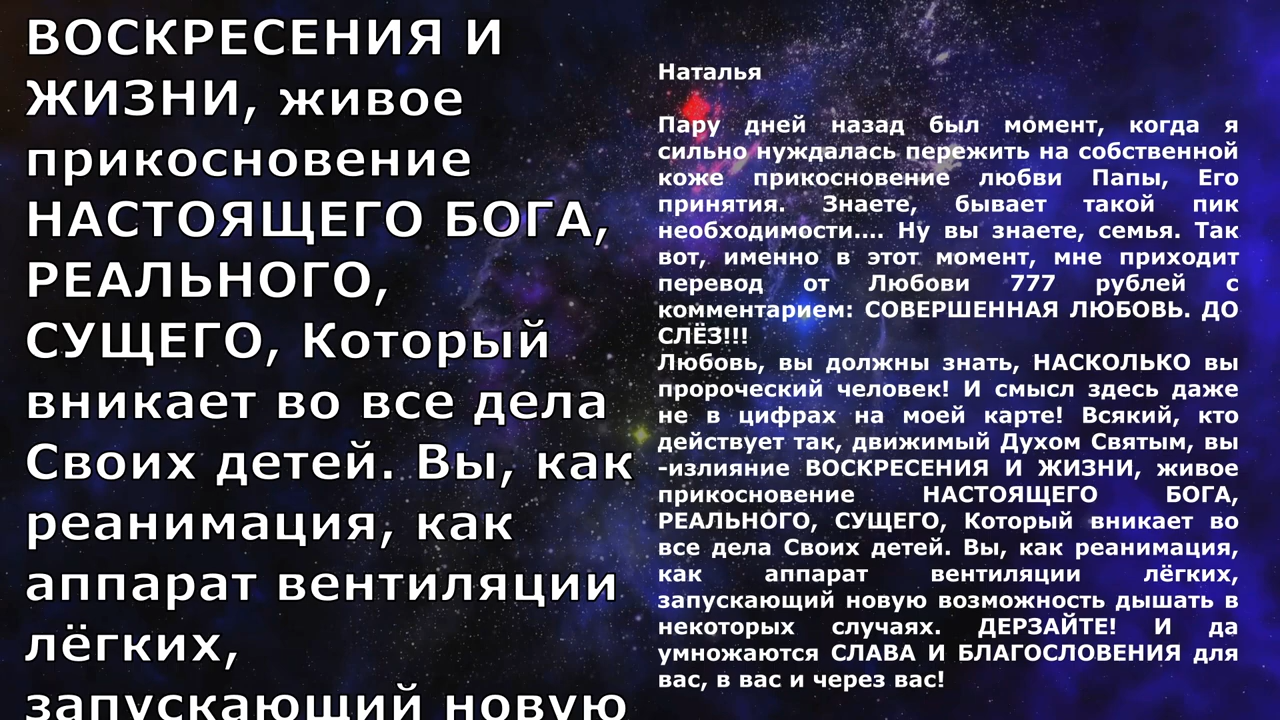 ВОСКРЕСЕНИЯ И
ЖИЗНИ, живое
прикосновение
НАСТОЯЩЕГО БОГА,
РЕАЛЬНОГО,
СУЩЕГО, Который
вникает во все дела
Своих детей. Вы, как
реанимация, как
аппарат вентиляции
лёгких,
запускающий новую
Наталья
Пару дней назад был момент, когда я
сильно нуждалась пережить на собственной
коже прикосновение любви Папы, Его
принятия. Знаете, бывает такой пик
необходимости.... Ну вы знаете, семья. Так
вот, именно в этот момент, мне приходит
перевод от Любови 777 рублей с
комментарием: СОВЕРШЕННАЯ ЛЮБОВЬ. ДО
СЛЁЗ!!!
Любовь, вы должны знать, НАСКОЛЬКО вы
пророческий человек! И смысл здесь даже
не в цифрах на моей карте! Всякий, кто
действует так, движимый Духом Святым, вы
-излияние ВОСКРЕСЕНИЯ И ЖИЗНИ, живое
прикосновение НАСТОЯЩЕГО БОГА,
РЕАЛЬНОГО, СУЩЕГО, Который вникает во
все дела Своих детей. Вы, как реанимация,
как аппарат вентиляции лёгких,
запускающий новую возможность дышать в
некоторых случаях. ДЕРЗАЙТЕ! И да
умножаются СЛАВА И БЛАГОСЛОВЕНИЯ для
вас, в вас и через вас!